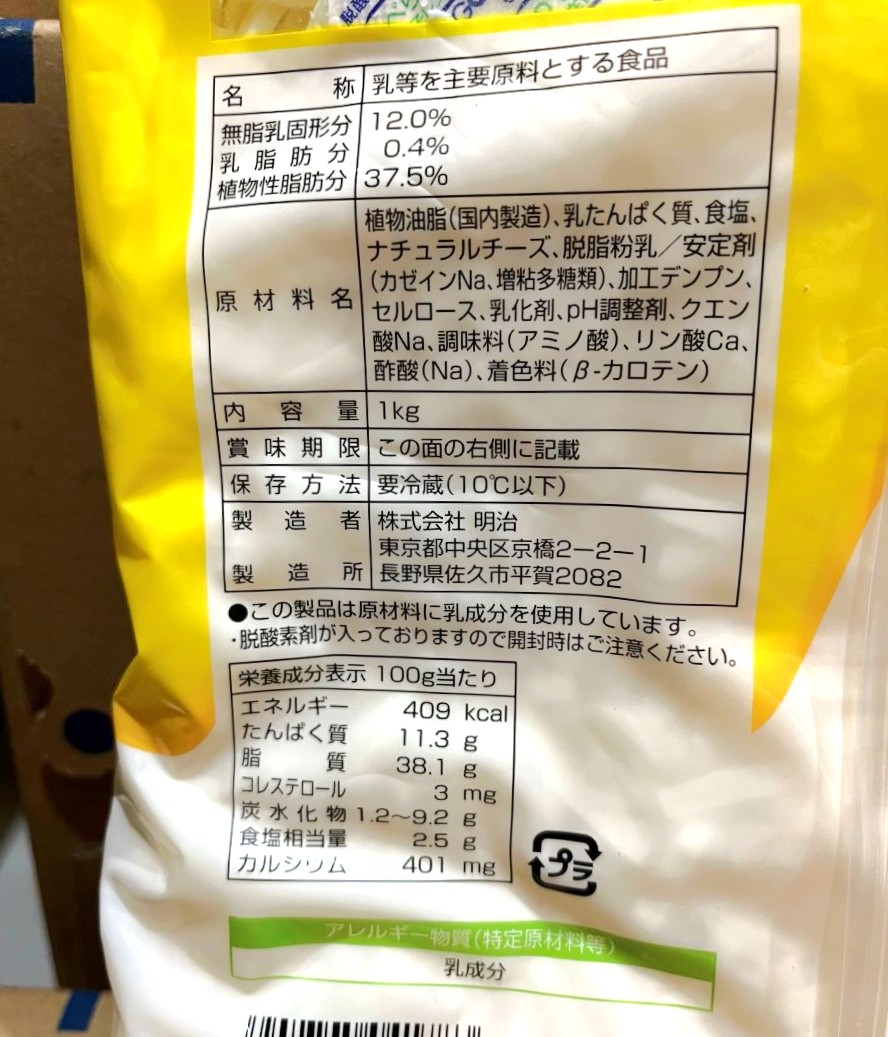 脱酸
名称 乳等を主要原料とする食品
無脂乳固形分 12.0%
乳脂肪分 0.4%
植物性脂肪分 37.5%
原材料名 植物油脂(国内製造)、乳たんぱく質、食塩、
ナチュラルチーズ、脱脂粉乳/安定剤
(カゼインNa、増粘多糖類)、加工デンプン、
セルロース、乳化剤、pH調整剤、クエン
酸Na、調味料(アミノ酸)、リン酸Ca、
酢酸(Na)、着色料(β-カロテン)
内容量 1kg
賞味期限 この面の右側に記載
保存方法 要冷蔵(10℃以下)
製造者 株式会社 明治
東京都中央区京橋2-2-1
製造所 長野県佐久市平賀2082
●この製品は原材料に乳成分を使用しています。
・脱酸素剤が入っておりますので開封時はご注意ください。
栄養成分表示 100g当たり
エネルギー 409 kcal
たんぱく質 11.3 g
脂質 38.1 g
コレステロール 3 mg
炭水化物 1.2~9.2 g
食塩相当量 2.5 g
カルシウム 401 mg
プラ
アレルギー物質(特定原材料等)
乳成分